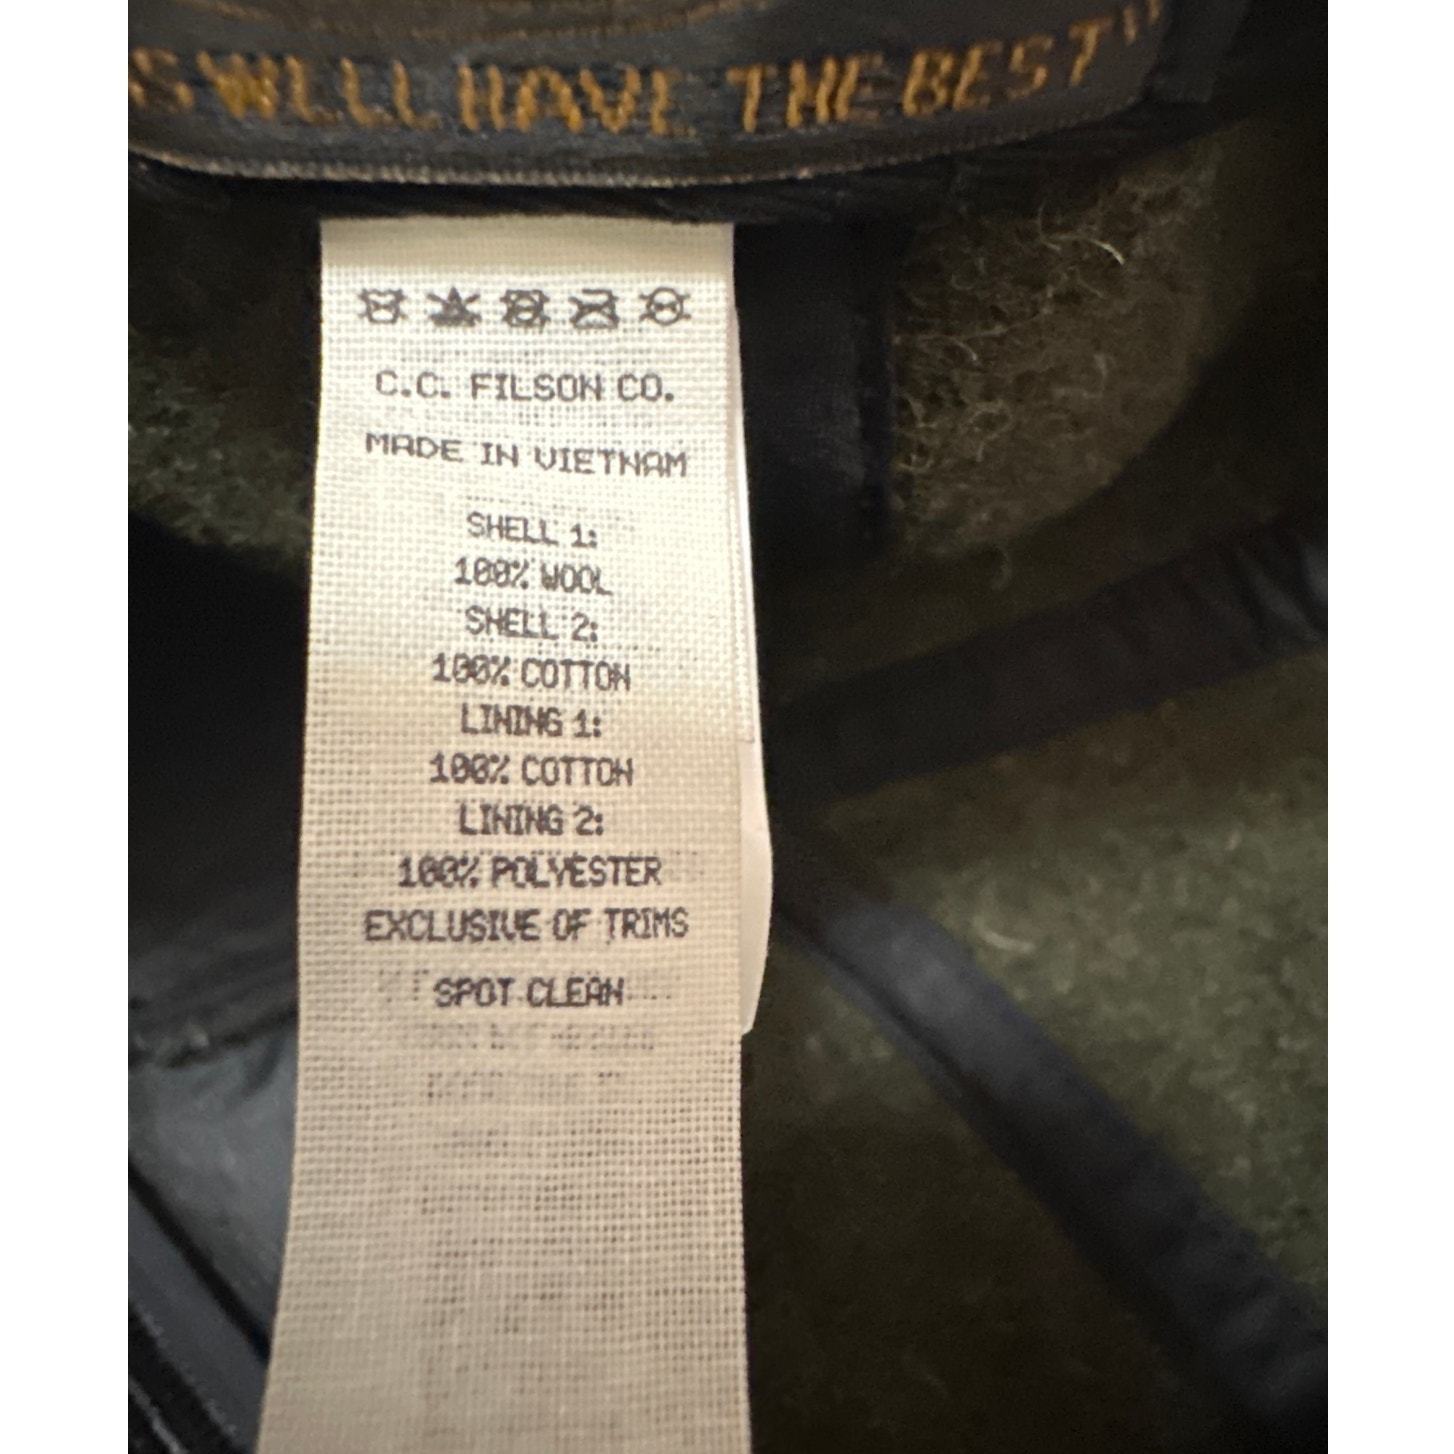 S WELL HAVE THE BEST"
C.C. FILSON CO.
MADE IN VIETNAM
SHELL 1:
100% WOOL
SHELL 2:
100% COTTON
LINING 1:
100% COTTON
LINING 2:
100% POLYESTER
EXCLUSIVE OF TRIMS
SPOT CLEAN